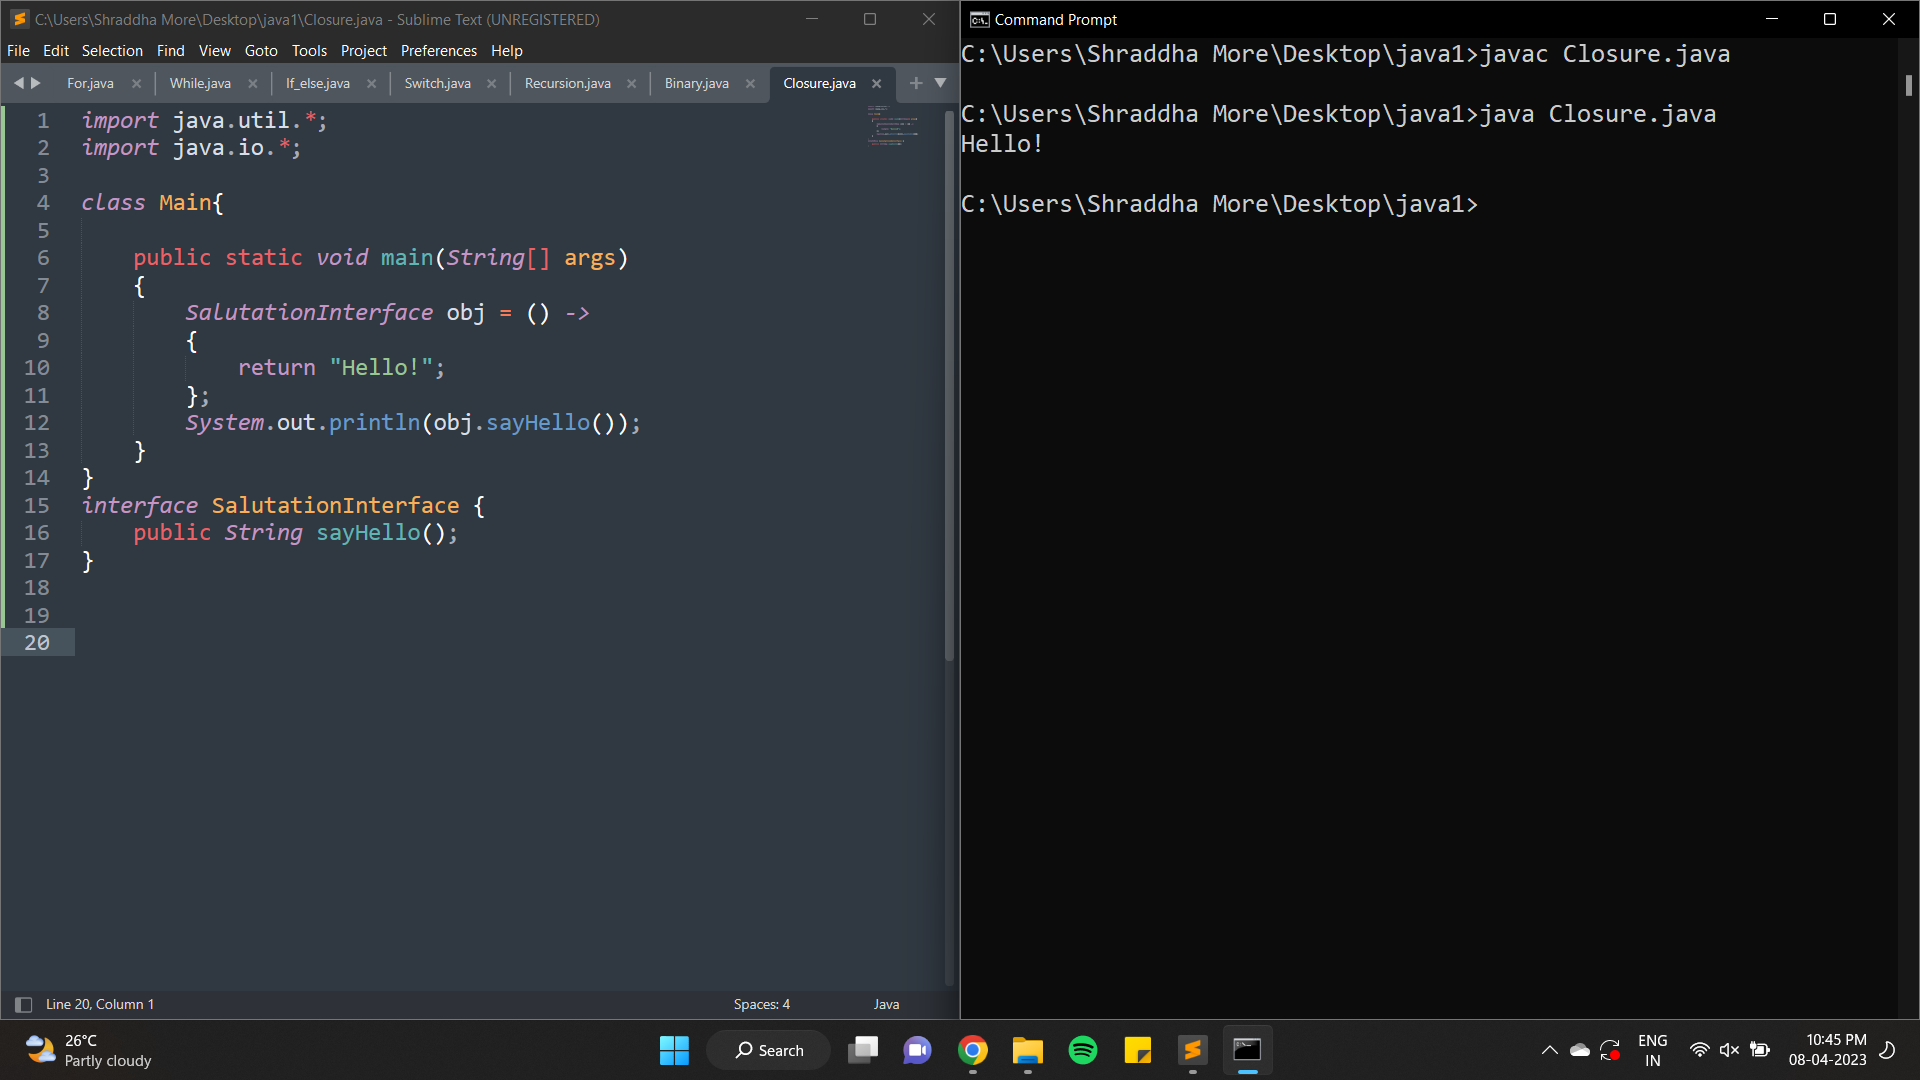 C:\Users\Shraddha More\Desktop\java1\Closure.java - Sublime Text (UNREGISTERED)
File Edit Selection Find View Goto Tools Project Preferences Help
For.java While.java If_else.java Switch.java Recursion.java Binary.java Closure.java
1 import java.util.*;
2 import java.io.*;
3
4 class Main{
5
6     public static void main(String[] args)
7     {
8         SalutationInterface obj = () ->
9         {
10             return "Hello!";
11         };
12         System.out.println(obj.sayHello());
13     }
14 }
15 interface SalutationInterface {
16     public String sayHello();
17 }
18
19
20
Line 20, Column 1 Spaces: 4 Java
Command Prompt
C:\Users\Shraddha More\Desktop\java1>javac Closure.java
C:\Users\Shraddha More\Desktop\java1>java Closure.java
Hello!
C:\Users\Shraddha More\Desktop\java1>
26°C
Partly cloudy
Search
ENG
IN
10:45 PM
08-04-2023